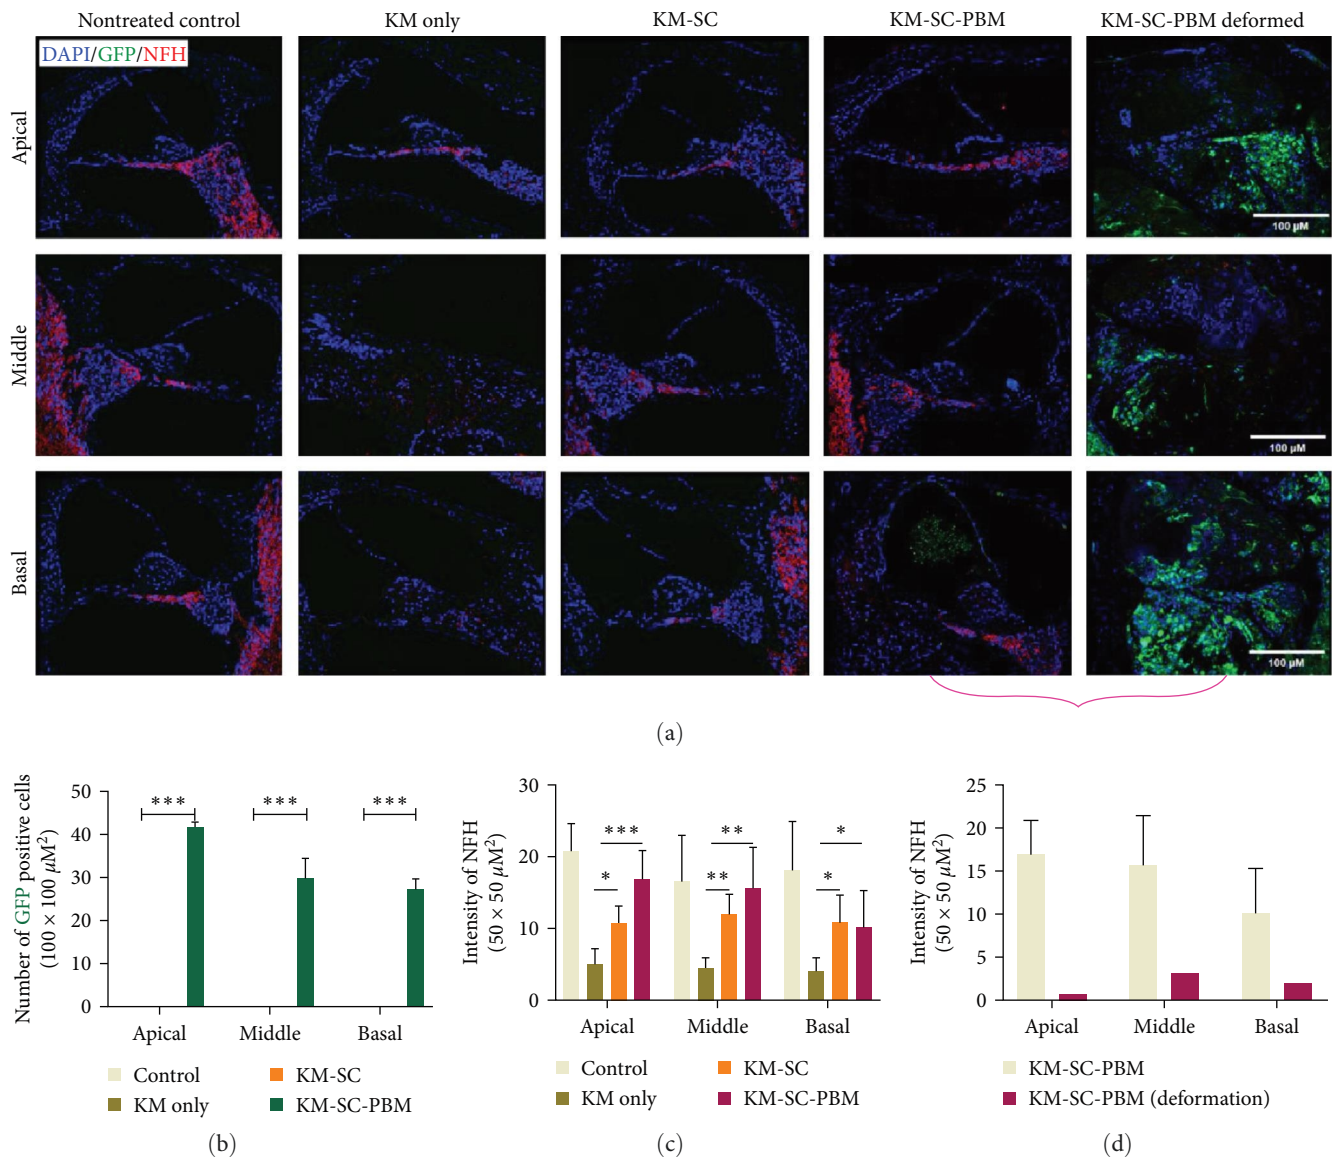 Nontreated control
KM only
KM-SC
KM-SC-PBM
KM-SC-PBM deformed
DAPI/GFP/NFH
Apical
100 µM
Middle
100 µM
Basal
100 µM
(a)
Number of GFP positive cells
(100 × 100 µM²)
50
40
30
20
10
0
***
***
***
Apical
Middle
Basal
Control
KM only
KM-SC
KM-SC-PBM
(b)
Intensity of NFH
(50 × 50 µM²)
30
20
10
0
***
*
**
**
*
*
Apical
Middle
Basal
Control
KM only
KM-SC
KM-SC-PBM
(c)
Intensity of NFH
(50 × 50 µM²)
25
20
15
10
5
0
Apical
Middle
Basal
KM-SC-PBM
KM-SC-PBM (deformation)
(d)